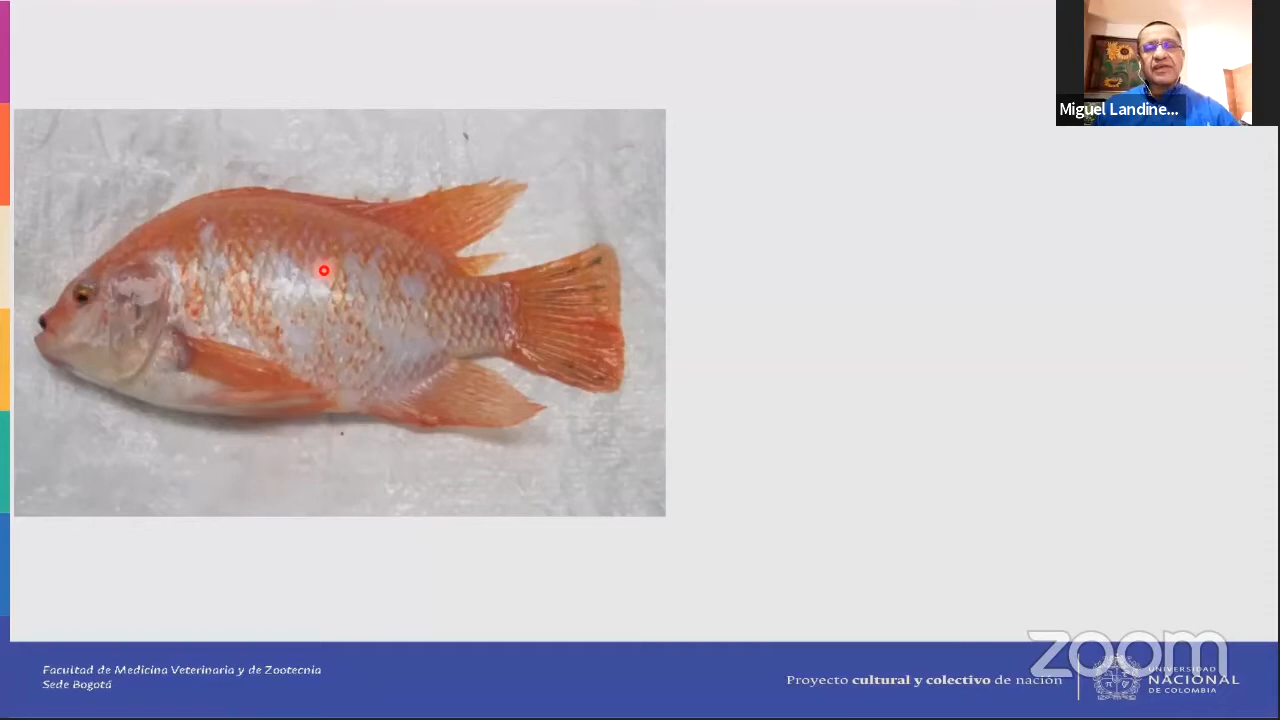 Miguel Landine...
Facultad de Medicina Veterinaria y de Zootecnia
Sede Bogotá
Proyecto cultural y colectivo de nación
zoom
UNIVERSIDAD
NACIONAL
DE COLOMBIA